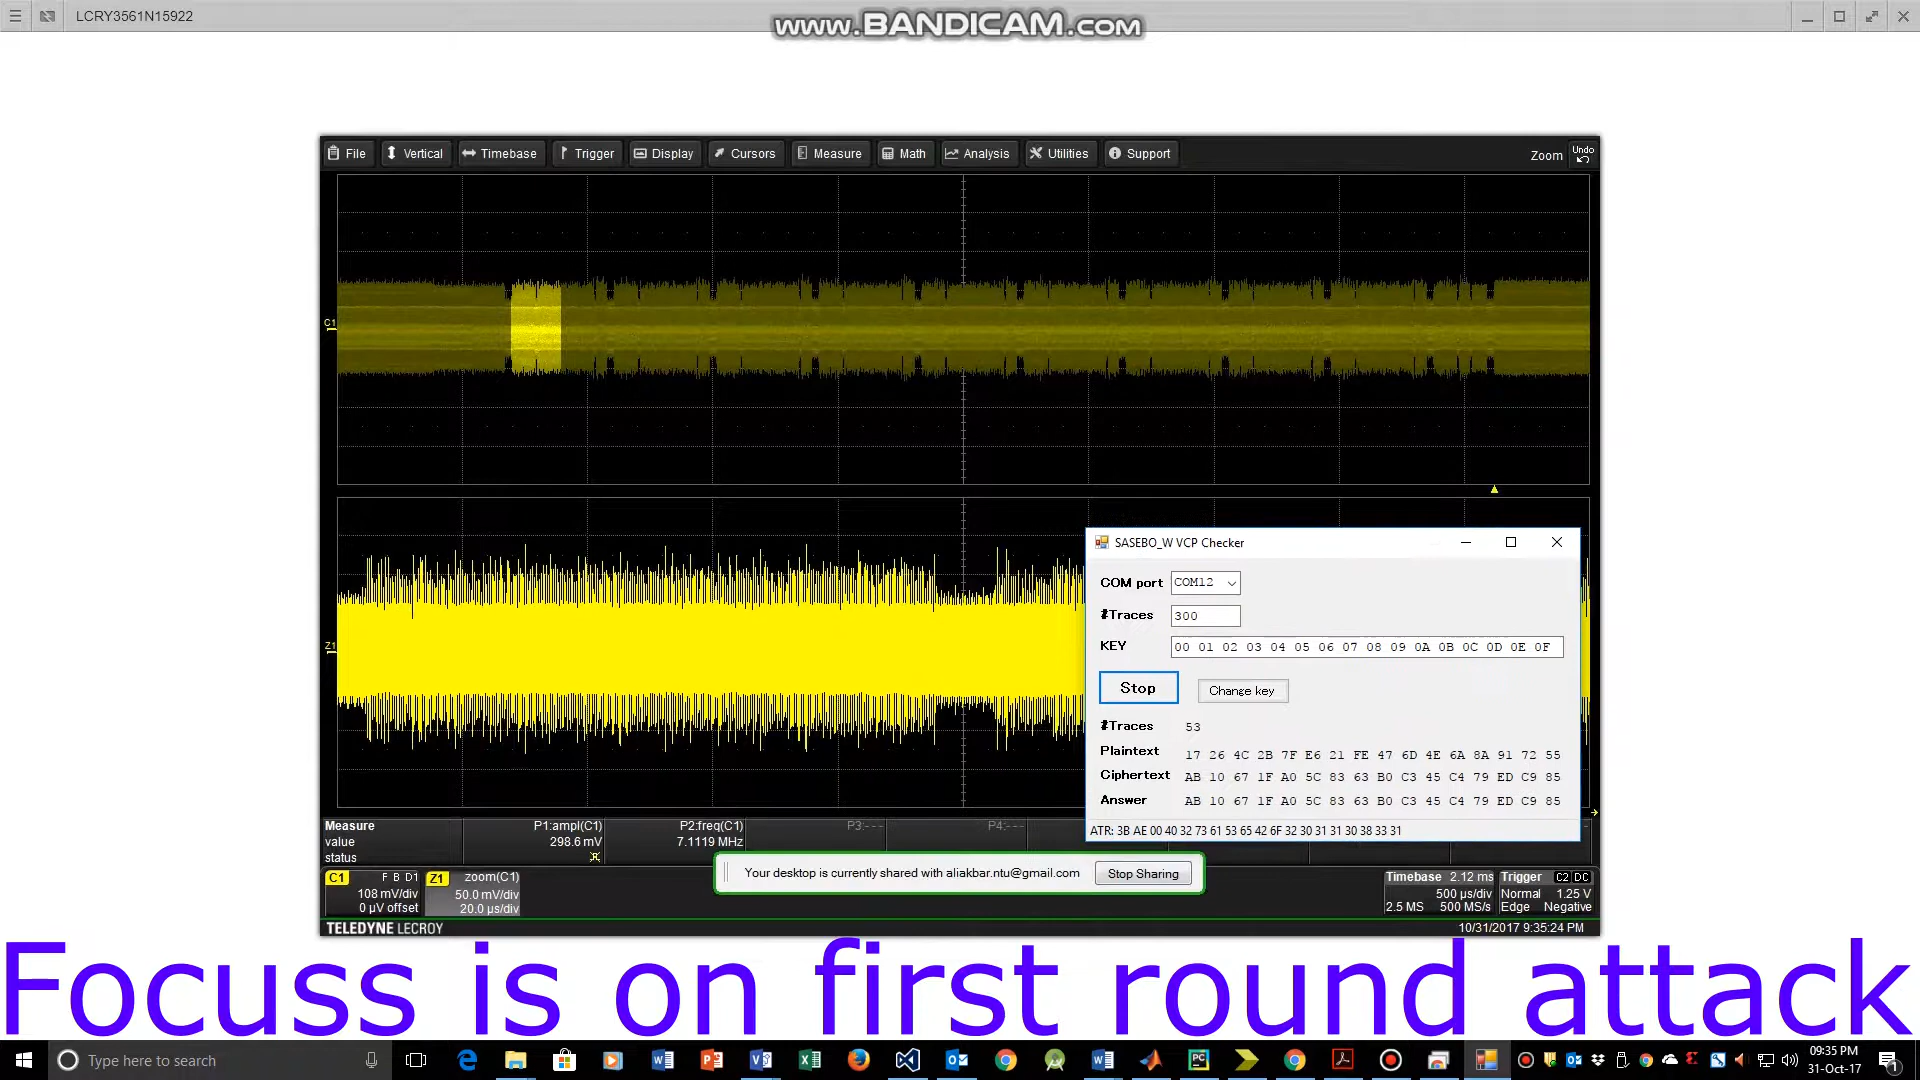 LCRY3561N15922
www.BANDICAM.com
File Vertical Timebase Trigger Display Cursors Measure Math Analysis Utilities Support Zoom Undo
C1
Z1
SASEBO_W VCP Checker
COM port COM12
#Traces 300
KEY 00 01 02 03 04 05 06 07 08 09 0A 0B 0C 0D 0E 0F
Stop Change key
#Traces 53
Plaintext 17 26 4C 2B 7F E6 21 FE 47 6D 4E 6A 8A 91 72 55
Ciphertext AB 10 67 1F A0 5C 83 63 B0 C3 45 C4 79 ED C9 85
Answer AB 10 67 1F A0 5C 83 63 B0 C3 45 C4 79 ED C9 85
ATR: 3B AE 00 40 32 73 61 53 65 42 6F 32 30 31 31 30 38 33 31
Measure P1:ampl(C1) P2:freq(C1) P3:--- P4:---
value 298.6 mV 7.1119 MHz
status
Your desktop is currently shared with aliakbar.ntu@gmail.com Stop Sharing
C1 F B D1
108 mV/div
0 µV offset
Z1 zoom(C1)
50.0 mV/div
20.0 µs/div
Timebase 2.12 ms
500 µs/div
2.5 MS 500 MS/s
Trigger C2 DC
Normal 1.25 V
Edge Negative
TELEDYNE LECROY 10/31/2017 9:35:24 PM
Focuss is on first round attack
Type here to search
09:35 PM
31-Oct-17
1